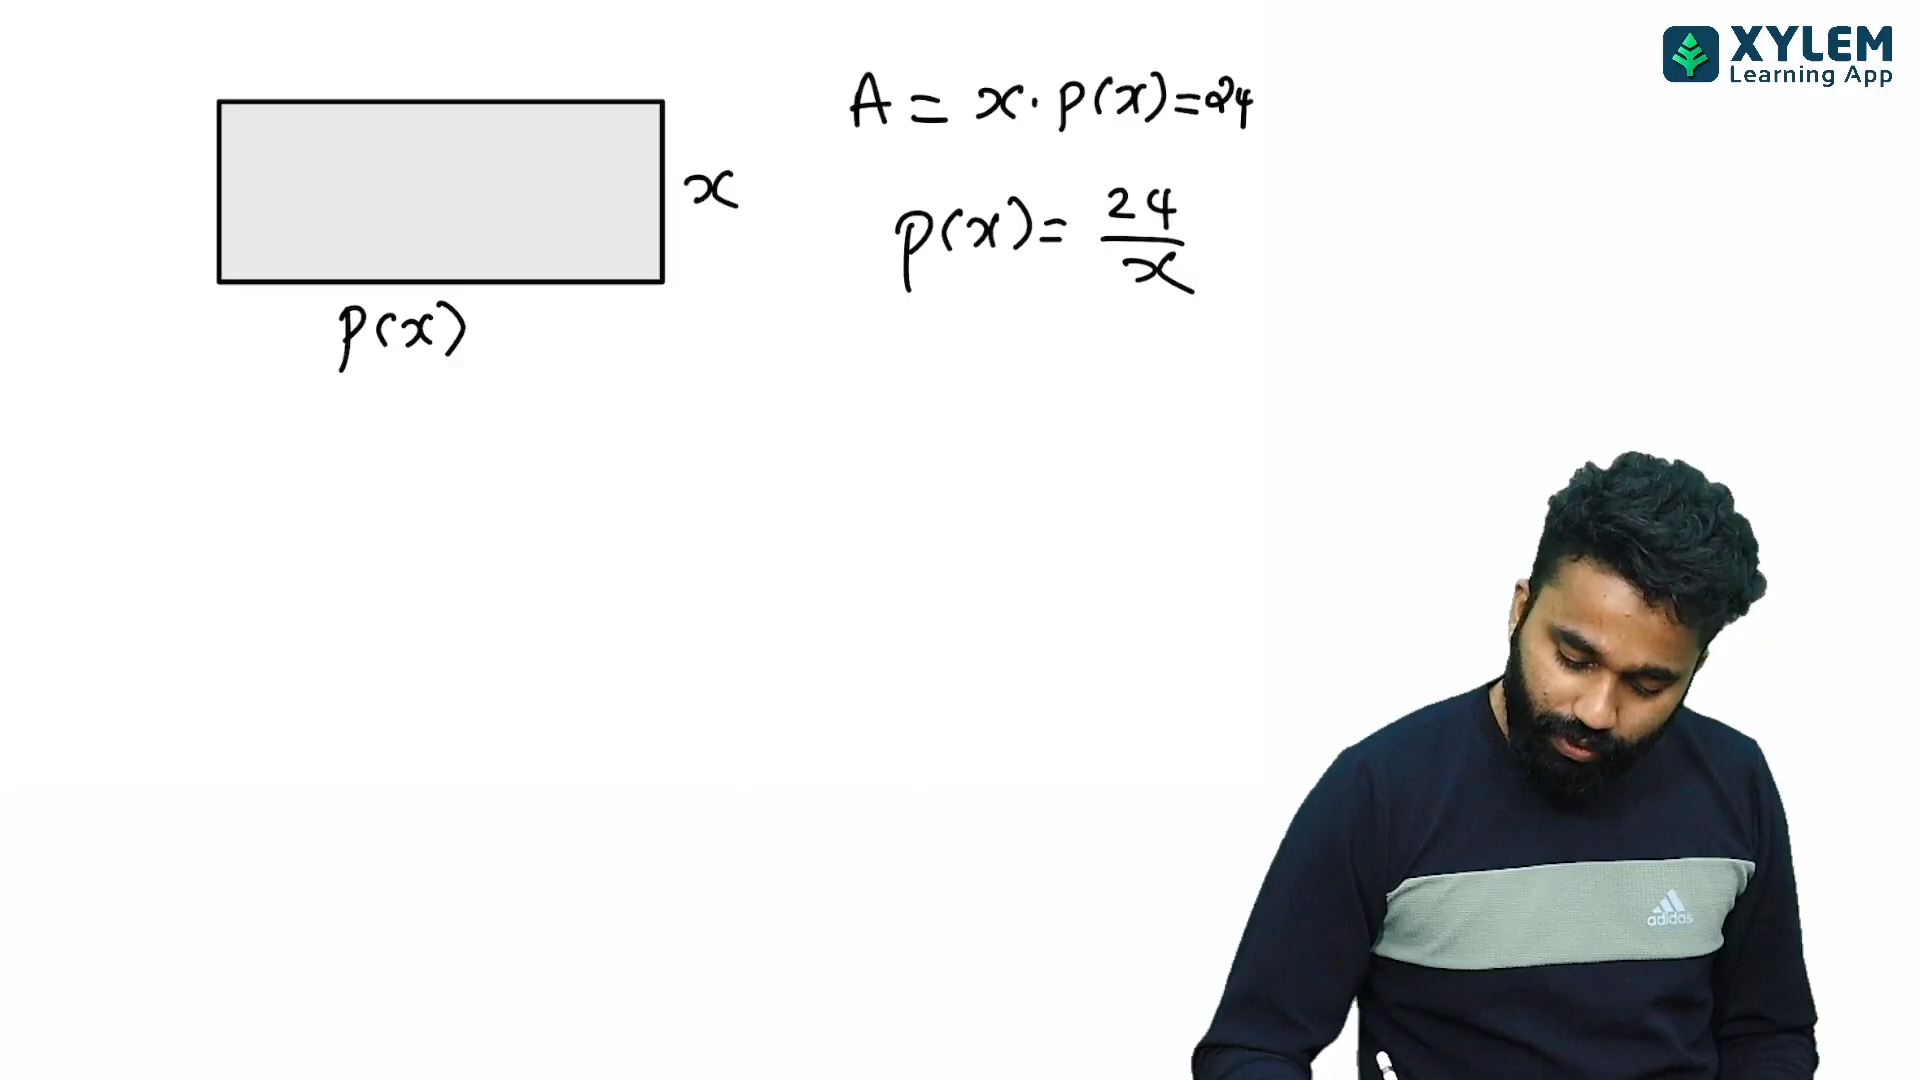 XYLEM
Learning App
A = x · p(x) = 24
x
p(x) = 24/x
p(x)
adidas